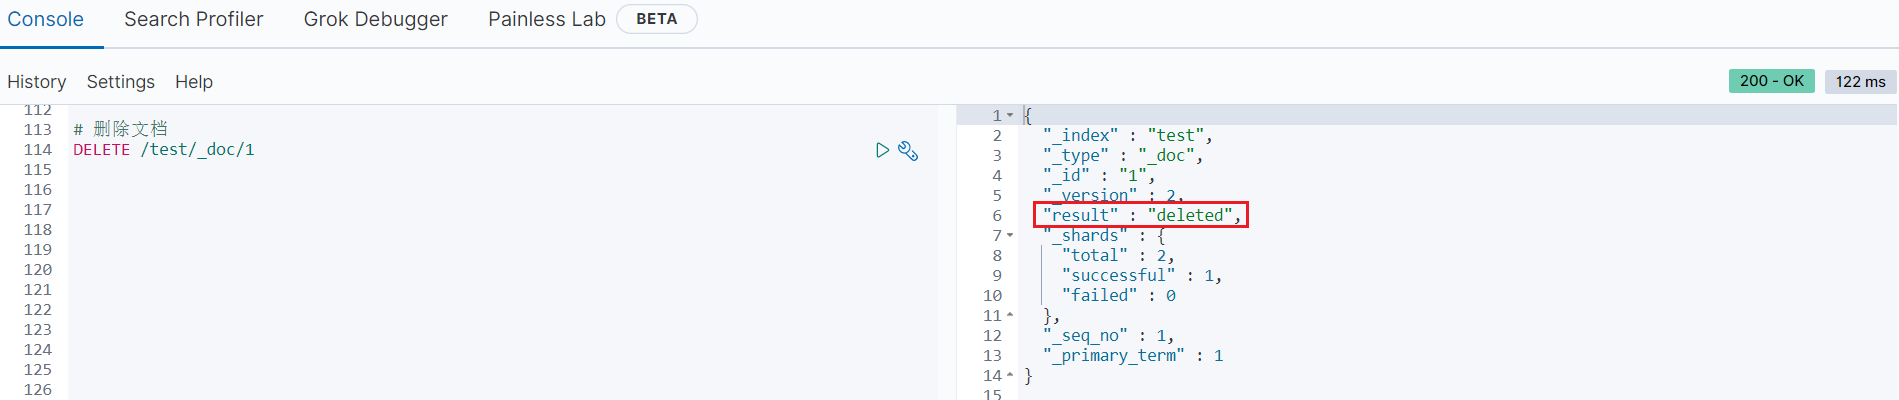 Console Search Profiler Grok Debugger Painless Lab BETA
History Settings Help 200 - OK 122 ms
112
113 # 删除文档
114 DELETE /test/_doc/1
115
116
117
118
119
120
121
122
123
124
125
126
1 {
2 "_index" : "test",
3 "_type" : "_doc",
4 "_id" : "1",
5 "_version" : 2,
6 "result" : "deleted",
7 "_shards" : {
8 "total" : 2,
9 "successful" : 1,
10 "failed" : 0
11 },
12 "_seq_no" : 1,
13 "_primary_term" : 1
14 }
15